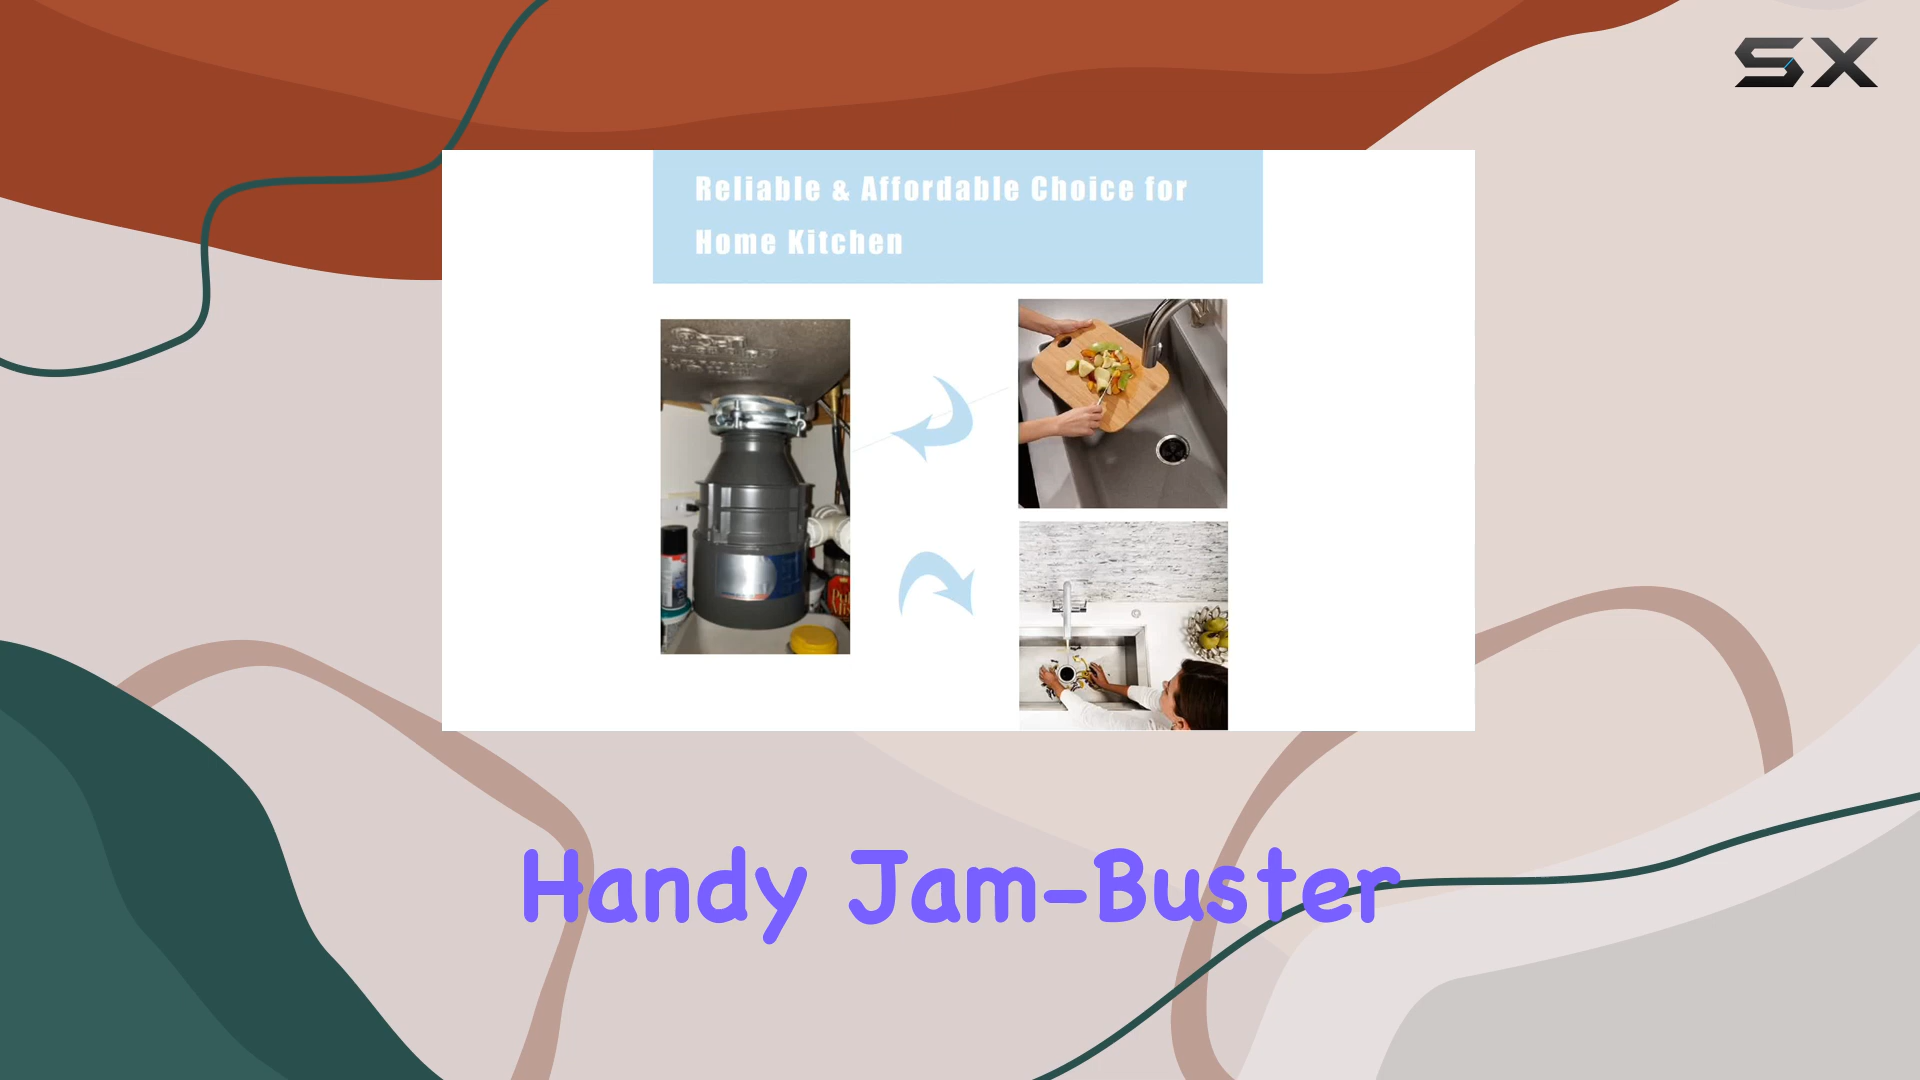 SX
Reliable & Affordable Choice for
Home Kitchen
Handy Jam-Buster